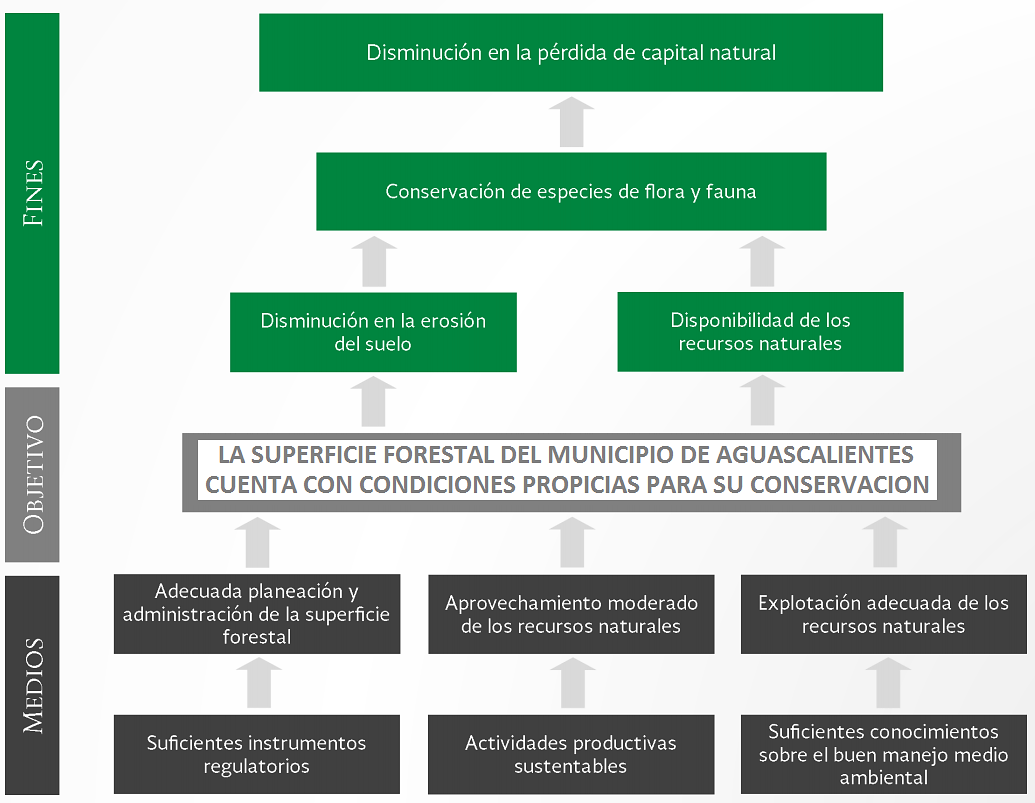 FINES
Disminución en la pérdida de capital natural
Conservación de especies de flora y fauna
Disminución en la erosión
del suelo
Disponibilidad de los
recursos naturales
OBJETIVO
LA SUPERFICIE FORESTAL DEL MUNICIPIO DE AGUASCALIENTES
CUENTA CON CONDICIONES PROPICIAS PARA SU CONSERVACION
MEDIOS
Adecuada planeación y
administración de la superficie
forestal
Aprovechamiento moderado
de los recursos naturales
Explotación adecuada de los
recursos naturales
Suficientes instrumentos
regulatorios
Actividades productivas
sustentables
Suficientes conocimientos
sobre el buen manejo medio
ambiental